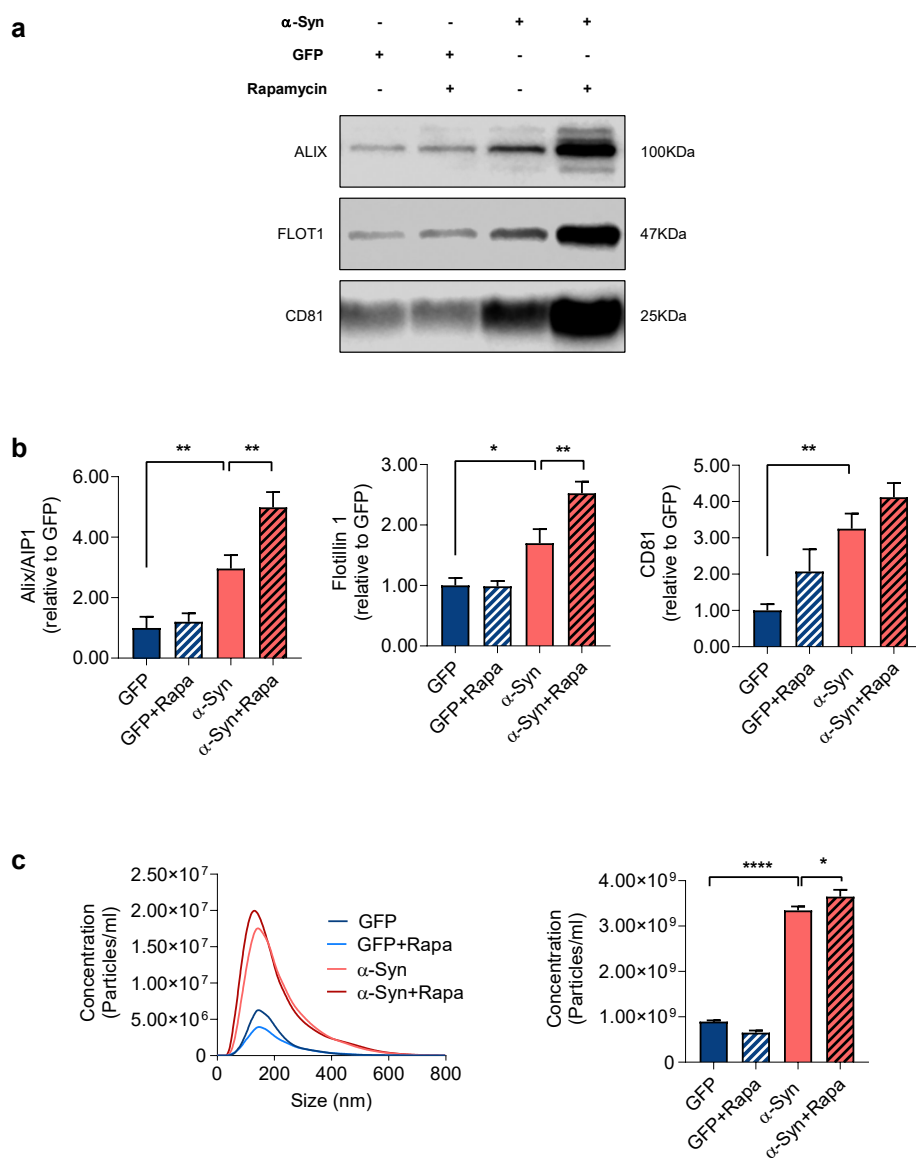 a
α-Syn - - + +
GFP + + - -
Rapamycin - + - +
ALIX 100KDa
FLOT1 47KDa
CD81 25KDa
b
** **
6.00
4.00
2.00
0.00
Alix/AIP1
(relative to GFP)
GFP
GFP+Rapa
α-Syn
α-Syn+Rapa
* **
3.00
2.00
1.00
0.00
Flotillin 1
(relative to GFP)
GFP
GFP+Rapa
α-Syn
α-Syn+Rapa
**
5.00
4.00
3.00
2.00
1.00
0.00
CD81
(relative to GFP)
GFP
GFP+Rapa
α-Syn
α-Syn+Rapa
c
2.50×10⁷
2.00×10⁷
1.50×10⁷
1.00×10⁷
5.00×10⁶
0
Concentration
(Particles/ml)
GFP
GFP+Rapa
α-Syn
α-Syn+Rapa
0 200 400 600 800
Size (nm)
**** *
4.00×10⁹
3.00×10⁹
2.00×10⁹
1.00×10⁹
0
Concentration
(Particles/ml)
GFP
GFP+Rapa
α-Syn
α-Syn+Rapa